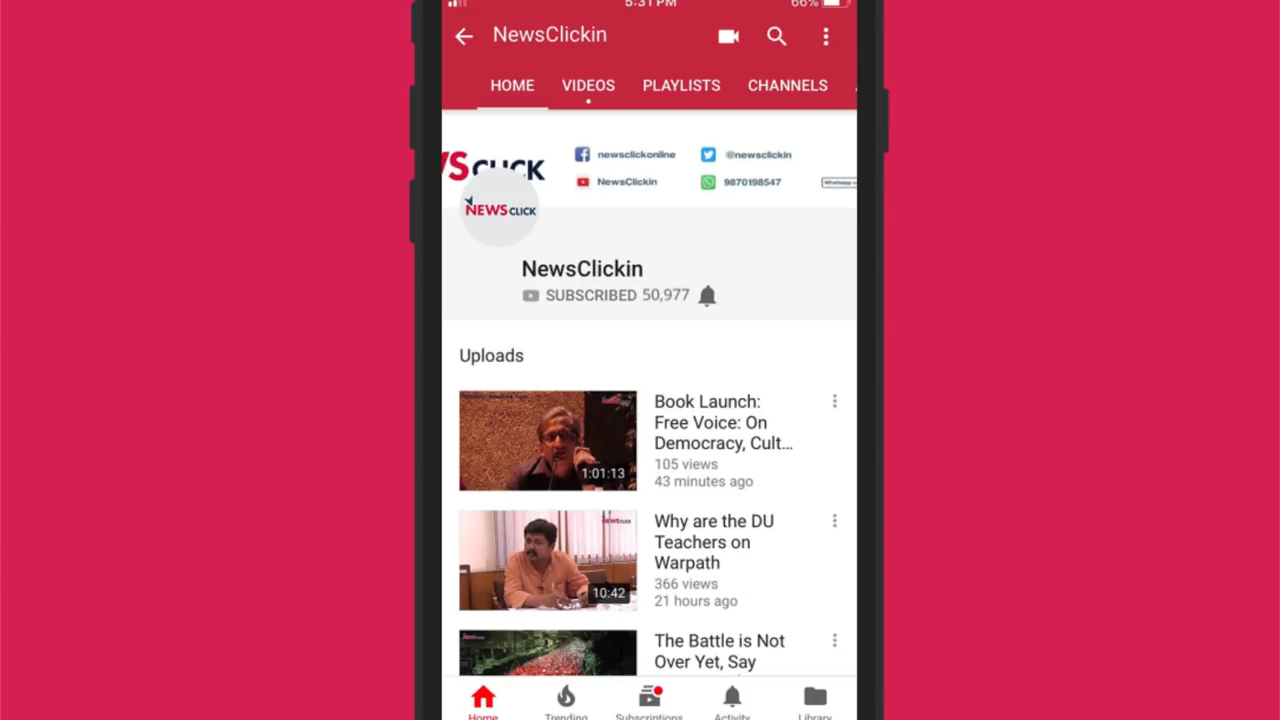 5:31 PM 66%
NewsClickin
HOME VIDEOS PLAYLISTS CHANNELS
newsclickonline @newsclickin
CLICK
NewsClickin 9870198547 Whatsapp
NEWS CLICK
NewsClickin
SUBSCRIBED 50,977
Uploads
Book Launch:
Free Voice: On
Democracy, Cult...
105 views
43 minutes ago
1:01:13
Why are the DU
Teachers on
Warpath
366 views
21 hours ago
NEWSCLICK
10:42
The Battle is Not
Over Yet, Say
Home Trending Subscriptions Activity Library